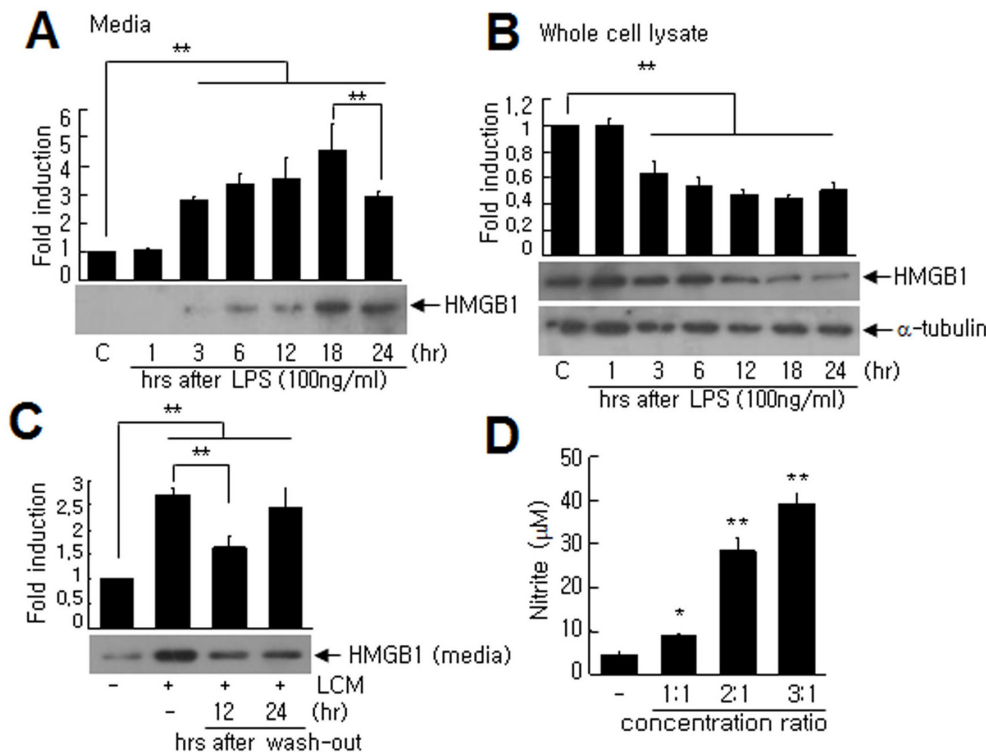 A Media
**
**
Fold induction
6
5
4
3
2
1
0
HMGB1
C 1 3 6 12 18 24 (hr)
hrs after LPS (100ng/ml)
B Whole cell lysate
**
Fold induction
1,2
1
0,8
0,6
0,4
0,2
0
HMGB1
α-tubulin
C 1 3 6 12 18 24 (hr)
hrs after LPS (100ng/ml)
C
**
**
Fold induction
3
2,5
2
1,5
1
0,5
0
HMGB1 (media)
- + + + LCM
- 12 24 (hr)
hrs after wash-out
D
Nitrite (μM)
50
40
30
20
10
0
*
**
**
- 1:1 2:1 3:1
concentration ratio